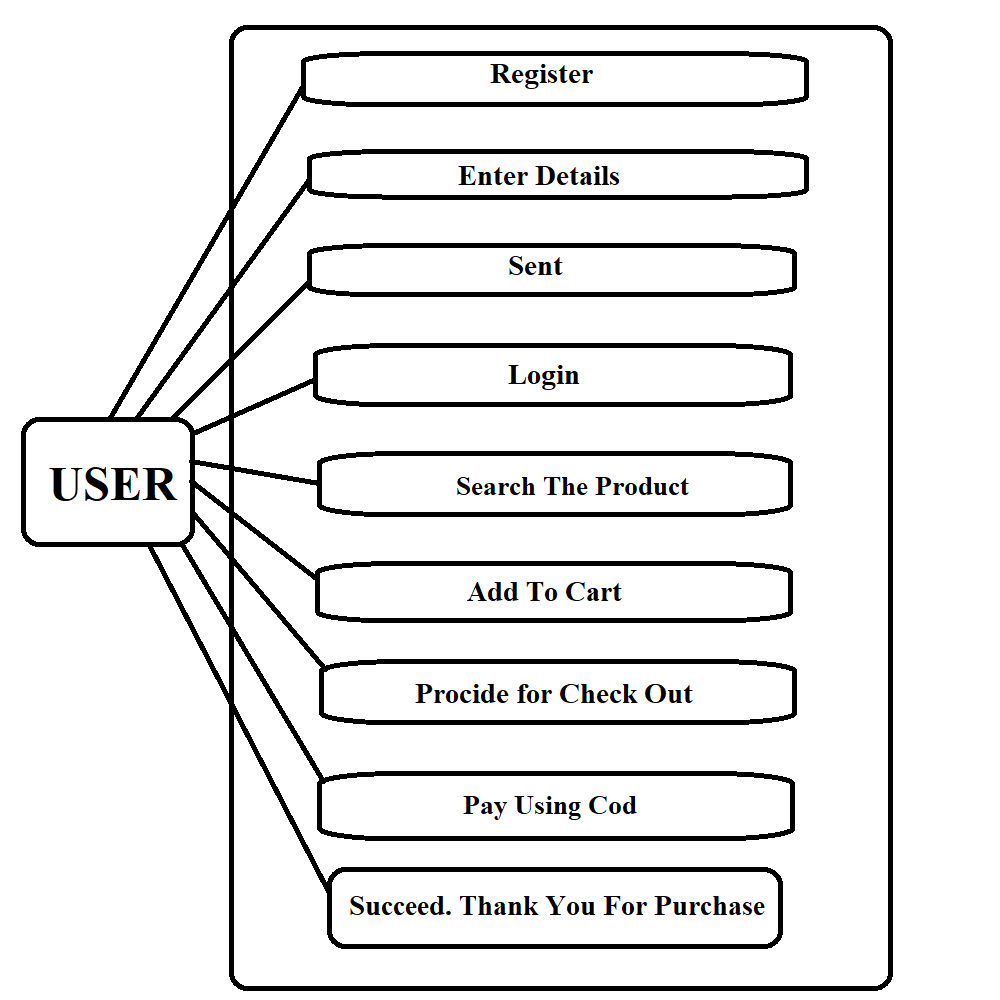 Register
Enter Details
Sent
Login
USER
Search The Product
Add To Cart
Procide for Check Out
Pay Using Cod
Succeed. Thank You For Purchase